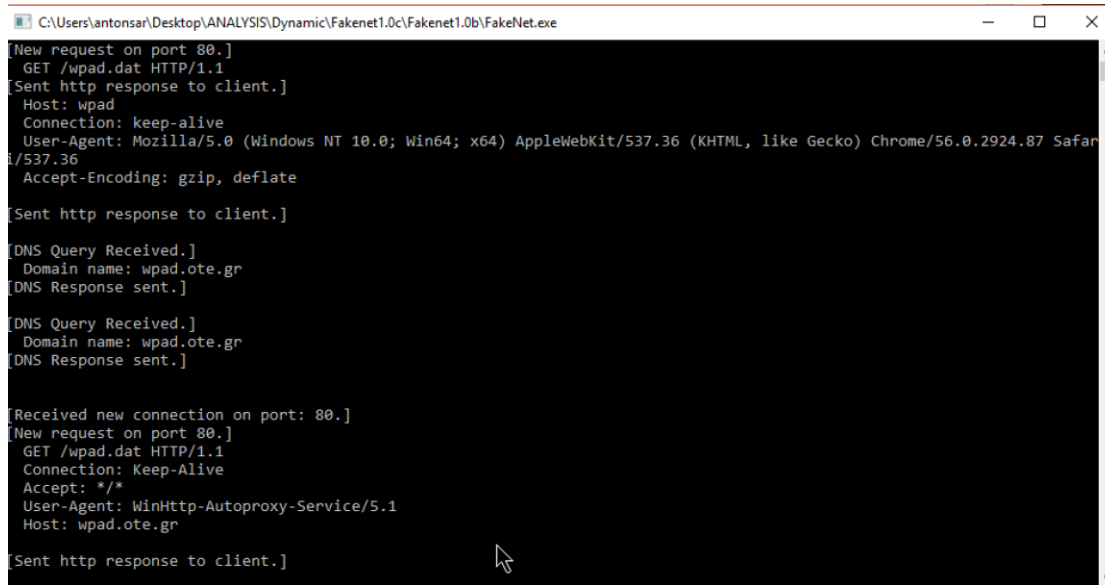 C:\Users\antonsar\Desktop\ANALYSIS\Dynamic\Fakenet1.0c\Fakenet1.0b\FakeNet.exe
[New request on port 80.]
  GET /wpad.dat HTTP/1.1
[Sent http response to client.]
  Host: wpad
  Connection: keep-alive
  User-Agent: Mozilla/5.0 (Windows NT 10.0; Win64; x64) AppleWebKit/537.36 (KHTML, like Gecko) Chrome/56.0.2924.87 Safar
i/537.36
  Accept-Encoding: gzip, deflate
[Sent http response to client.]
[DNS Query Received.]
  Domain name: wpad.ote.gr
[DNS Response sent.]
[DNS Query Received.]
  Domain name: wpad.ote.gr
[DNS Response sent.]
[Received new connection on port: 80.]
[New request on port 80.]
  GET /wpad.dat HTTP/1.1
  Connection: Keep-Alive
  Accept: */*
  User-Agent: WinHttp-Autoproxy-Service/5.1
  Host: wpad.ote.gr
[Sent http response to client.]